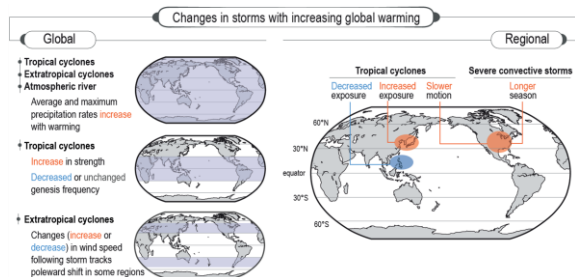 Changes in storms with increasing global warming
Global
Regional
Tropical cyclones
Extratropical cyclones
Atmospheric river
Average and maximum
precipitation rates increase
with warming
Tropical cyclones
Increase in strength
Decreased or unchanged
genesis frequency
Extratropical cyclones
Changes (increase or
decrease) in wind speed
following storm tracks
poleward shift in some regions
Tropical cyclones
Severe convective storms
Decreased
exposure
Increased
exposure
Slower
motion
Longer
season
60°N
30°N
equator
30°S
60°S